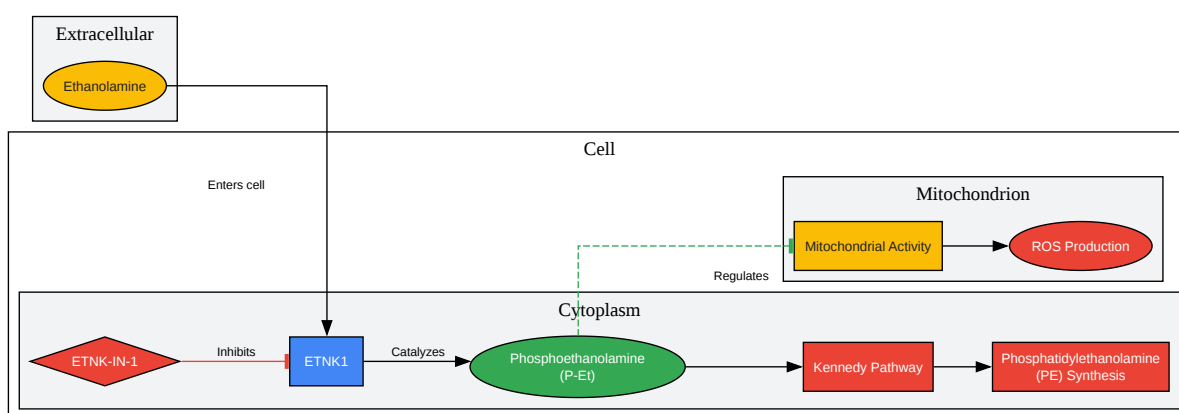 Extracellular
Ethanolamine
Cell
Enters cell
Mitochondrion
Mitochondrial Activity
ROS Production
Regulates
Cytoplasm
ETNK-IN-1
Inhibits
ETNK1
Catalyzes
Phosphoethanolamine
(P-Et)
Kennedy Pathway
Phosphatidylethanolamine
(PE) Synthesis